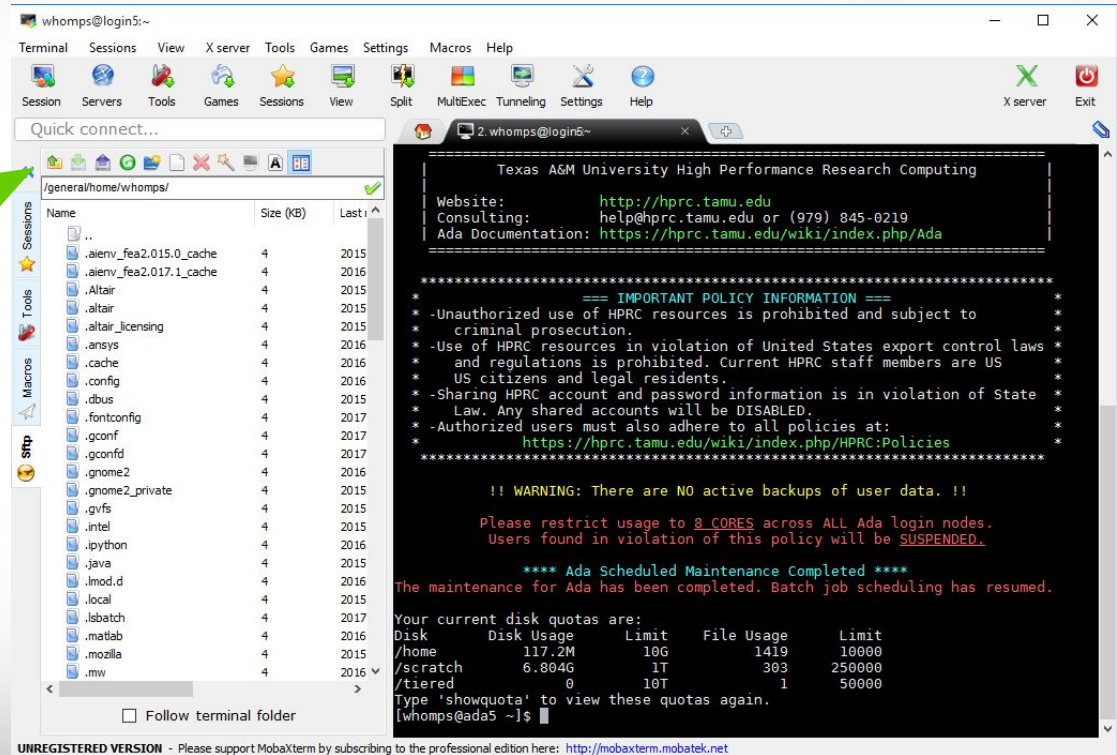 whomps@login5:~
Terminal Sessions View X server Tools Games Settings Macros Help
Session Servers Tools Games Sessions View Split MultiExec Tunneling Settings Help X server Exit
Quick connect...
2. whomps@login5:~
/general/home/whomps/
Name Size (KB) Last
..
.aienv_fea2.015.0_cache 4 2015
.aienv_fea2.017.1_cache 4 2016
.Altair 4 2015
.altair 4 2015
.altair_licensing 4 2015
.ansys 4 2016
.cache 4 2016
.config 4 2016
.dbus 4 2015
.fontconfig 4 2017
.gconf 4 2017
.gconfd 4 2017
.gnome2 4 2016
.gnome2_private 4 2015
.gvfs 4 2015
.intel 4 2015
.ipython 4 2016
.java 4 2015
.lmod.d 4 2016
.local 4 2015
.lsbatch 4 2017
.matlab 4 2016
.mozilla 4 2015
.mw 4 2016
Follow terminal folder
Sessions
Tools
Macros
Sftp
Texas A&M University High Performance Research Computing
Website: http://hprc.tamu.edu
Consulting: help@hprc.tamu.edu or (979) 845-0219
Ada Documentation: https://hprc.tamu.edu/wiki/index.php/Ada
=== IMPORTANT POLICY INFORMATION ===
* -Unauthorized use of HPRC resources is prohibited and subject to *
* criminal prosecution. *
* -Use of HPRC resources in violation of United States export control laws *
* and regulations is prohibited. Current HPRC staff members are US *
* US citizens and legal residents. *
* -Sharing HPRC account and password information is in violation of State *
* Law. Any shared accounts will be DISABLED. *
* -Authorized users must also adhere to all policies at: *
* https://hprc.tamu.edu/wiki/index.php/HPRC:Policies *
!! WARNING: There are NO active backups of user data. !!
Please restrict usage to 8 CORES across ALL Ada login nodes.
Users found in violation of this policy will be SUSPENDED.
**** Ada Scheduled Maintenance Completed ****
The maintenance for Ada has been completed. Batch job scheduling has resumed.
Your current disk quotas are:
Disk Disk Usage Limit File Usage Limit
/home 117.2M 10G 1419 10000
/scratch 6.804G 1T 303 250000
/tiered 0 10T 1 50000
Type 'showquota' to view these quotas again.
[whomps@ada5 ~]$
UNREGISTERED VERSION - Please support MobaXterm by subscribing to the professional edition here: http://mobaxterm.mobatek.net